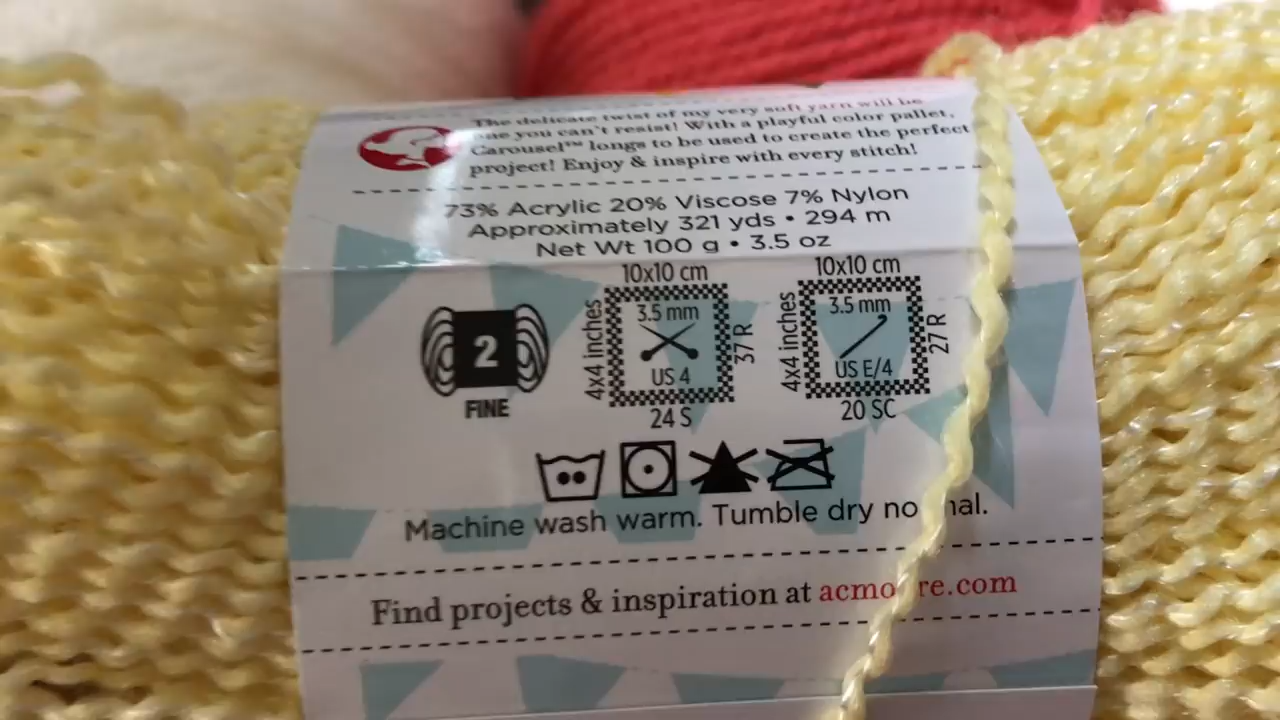 The delicate twist of my very soft yarn will be
one you can't resist! With a playful color pallet,
Carousel™ longs to be used to create the perfect
project! Enjoy & inspire with every stitch!
73% Acrylic 20% Viscose 7% Nylon
Approximately 321 yds • 294 m
Net Wt 100 g • 3.5 oz
2
FINE
10x10 cm
4x4 inches
3.5 mm
US 4
37 R
24 S
10x10 cm
4x4 inches
3.5 mm
US E/4
27 R
20 SC
Machine wash warm. Tumble dry no mal.
Find projects & inspiration at acmo re.com